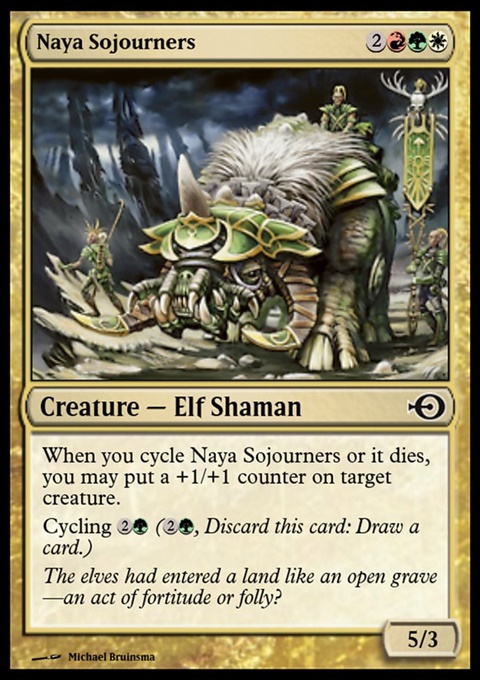 Naya Sojourners 2
Creature — Elf Shaman
When you cycle Naya Sojourners or it dies,
you may put a +1/+1 counter on target
creature.
Cycling 2 (2, Discard this card: Draw a
card.)
The elves had entered a land like an open grave
—an act of fortitude or folly?
5/3
Michael Bruinsma